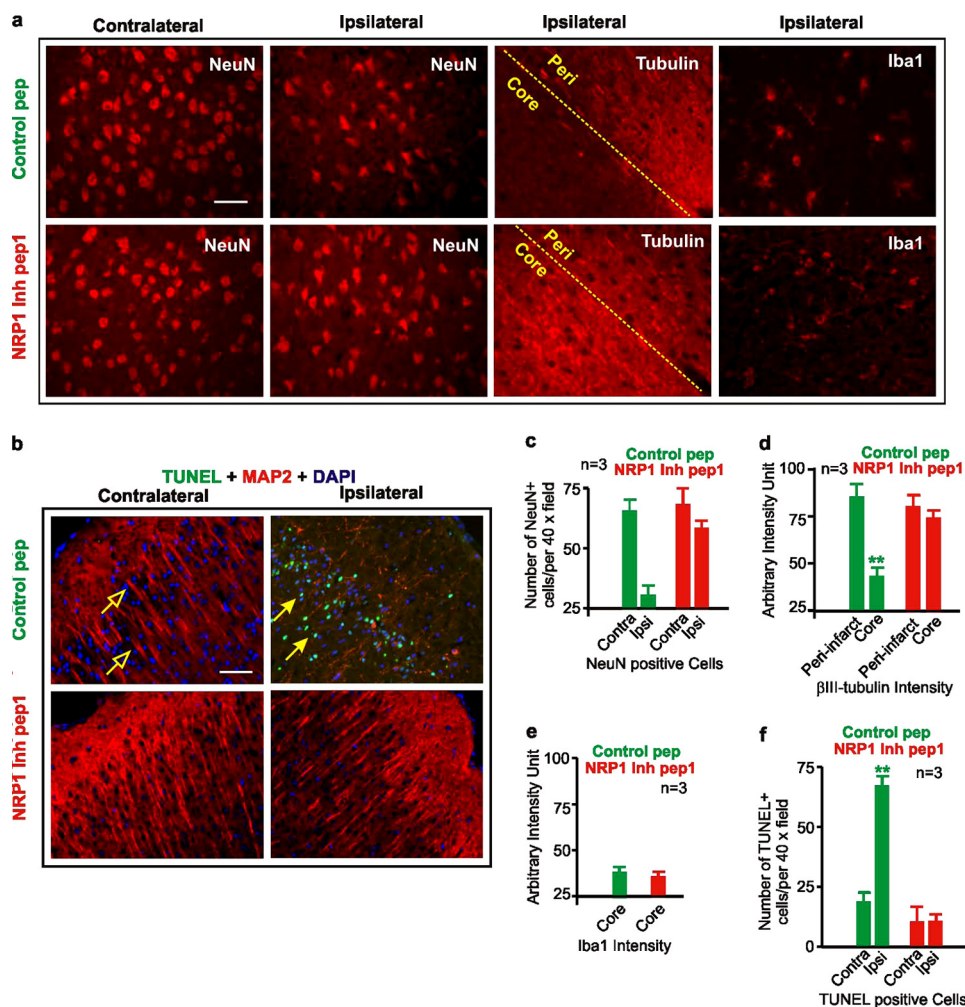 a
Contralateral
Ipsilateral
Ipsilateral
Ipsilateral
Control pep
NeuN
NeuN
Peri
Core
Tubulin
Iba1
NRP1 Inh pep1
NeuN
NeuN
Peri
Core
Tubulin
Iba1
b
TUNEL + MAP2 + DAPI
Contralateral
Ipsilateral
Control pep
NRP1 Inh pep1
c
Control pep
n=3 NRP1 Inh pep1
Number of NeuN+
cells/per 40 x field
75
50
25
Contra
Ipsi
Contra
Ipsi
NeuN positive Cells
d
Control pep
n=3 NRP1 Inh pep1
Arbitrary Intensity Unit
100
75
50
25
**
Peri-infarct
Core
Peri-infarct
Core
βIII-tubulin Intensity
e
Control pep
NRP1 Inh pep1
n=3
Arbitrary Intensity Unit
100
75
50
25
Core
Core
Iba1 Intensity
f
Control pep
NRP1 Inh pep1
n=3
Number of TUNEL+
cells/per 40 x field
75
50
25
0
**
Contra
Ipsi
Contra
Ipsi
TUNEL positive Cells